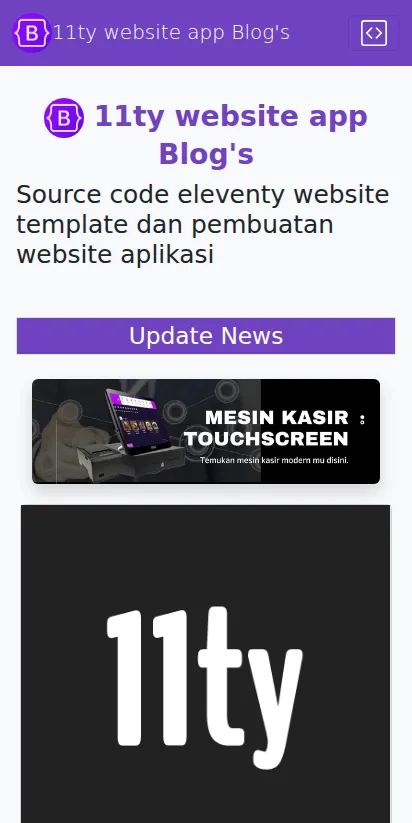 11ty website app Blog's
11ty website app
Blog's
Source code eleventy website
template dan pembuatan
website aplikasi
Update News
MESIN KASIR
TOUCHSCREEN
Temukan mesin kasir modern mu disini.
11ty